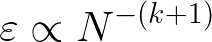 ε ∝ N^{-(k+1)}